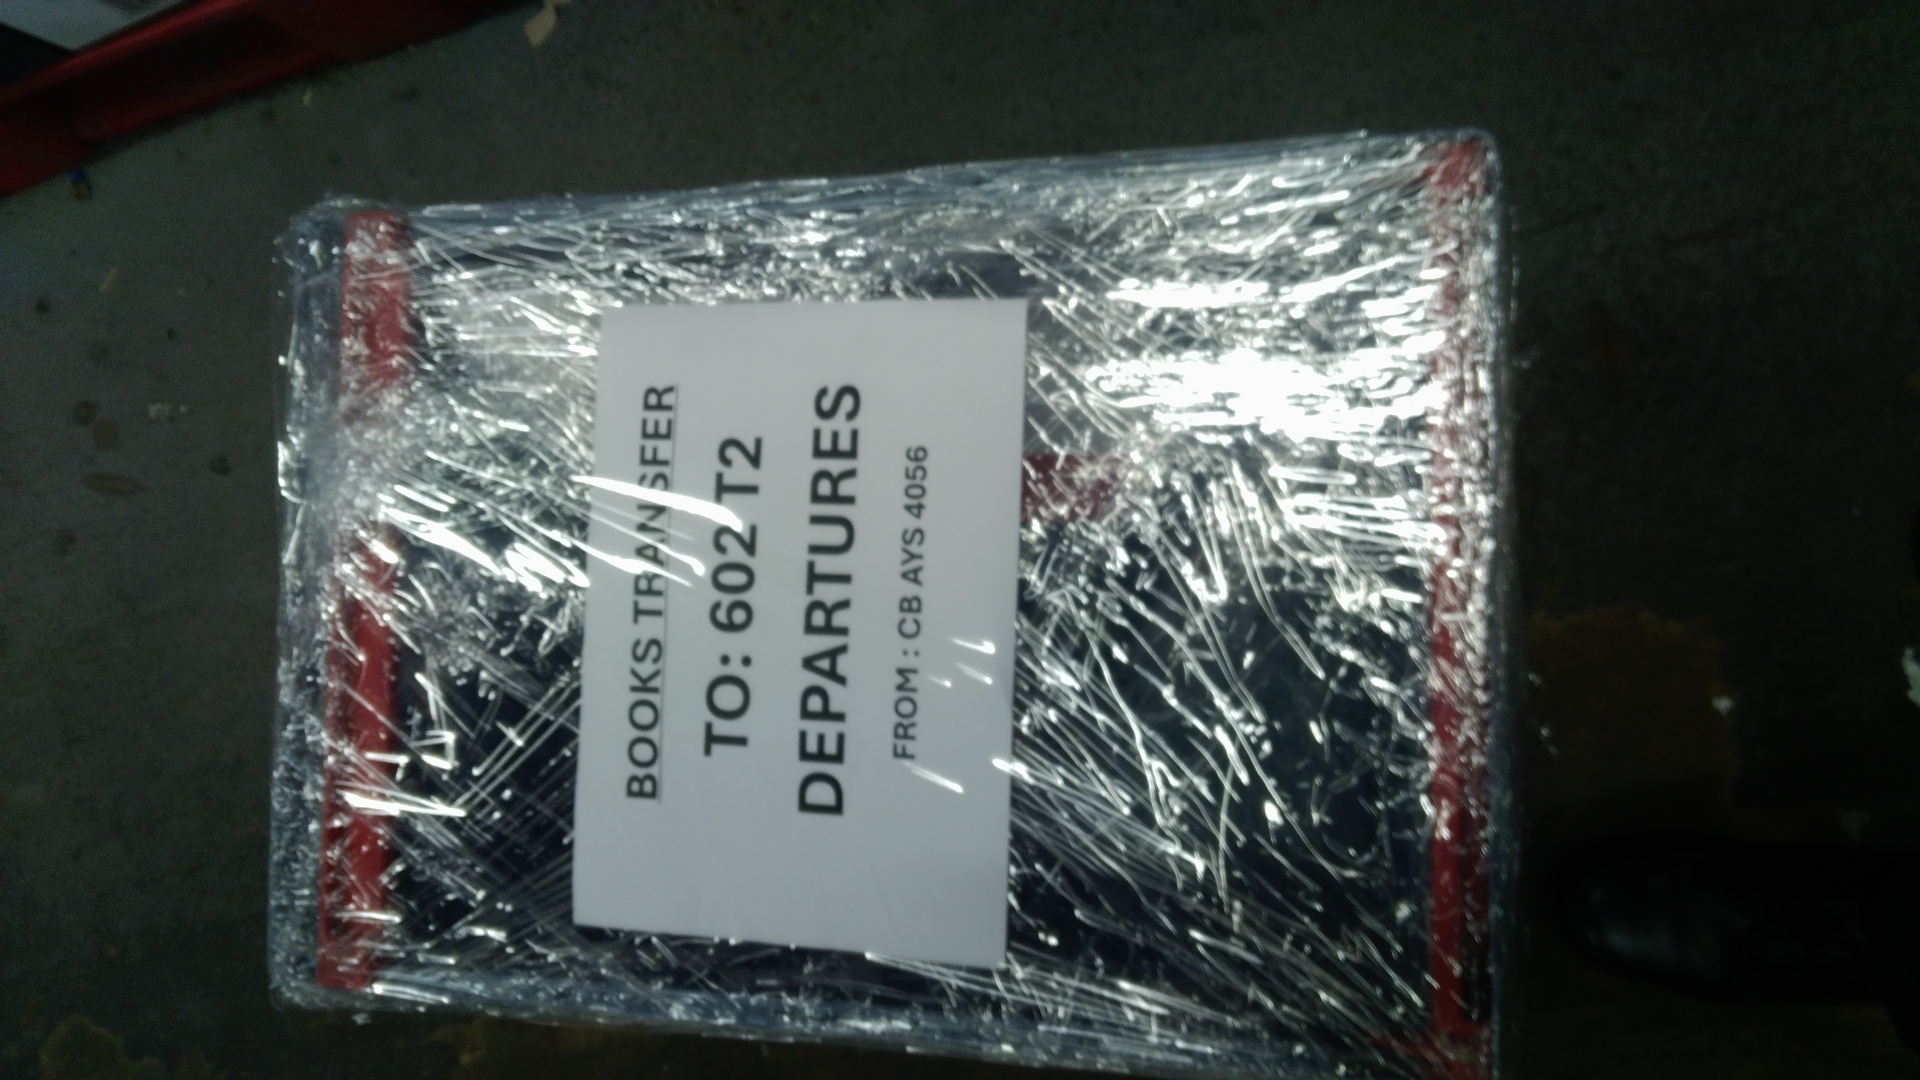 BOOKS TRANSFER
TO: 602 T2
DEPARTURES
FROM : CB AYS 4056